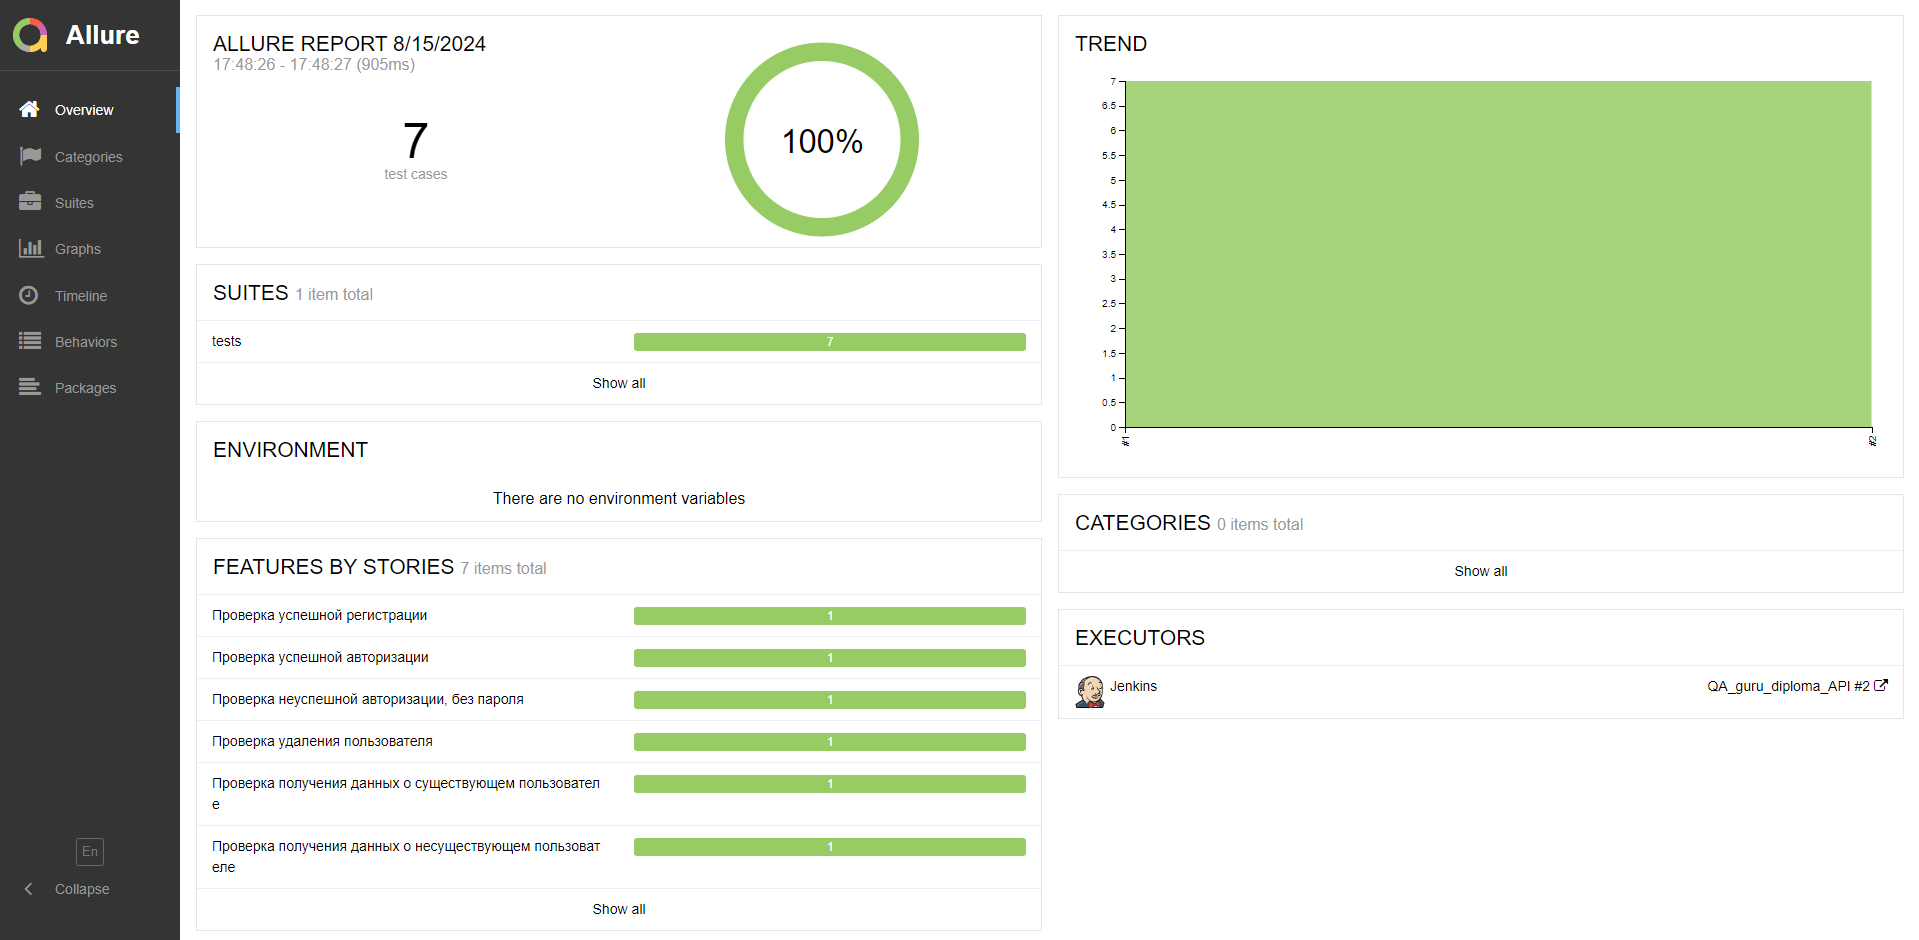 Allure
Overview
Categories
Suites
Graphs
Timeline
Behaviors
Packages
En
Collapse
ALLURE REPORT 8/15/2024
17:48:26 - 17:48:27 (905ms)
7
test cases
100%
SUITES 1 item total
tests 7
Show all
ENVIRONMENT
There are no environment variables
FEATURES BY STORIES 7 items total
Проверка успешной регистрации 1
Проверка успешной авторизации 1
Проверка неуспешной авторизации, без пароля 1
Проверка удаления пользователя 1
Проверка получения данных о существующем пользовател 1
е
Проверка получения данных о несуществующем пользоват 1
еле
Show all
TREND
7
6.5
6
5.5
5
4.5
4
3.5
3
2.5
2
1.5
1
0.5
0
#1 #2
CATEGORIES 0 items total
Show all
EXECUTORS
Jenkins QA_guru_diploma_API #2